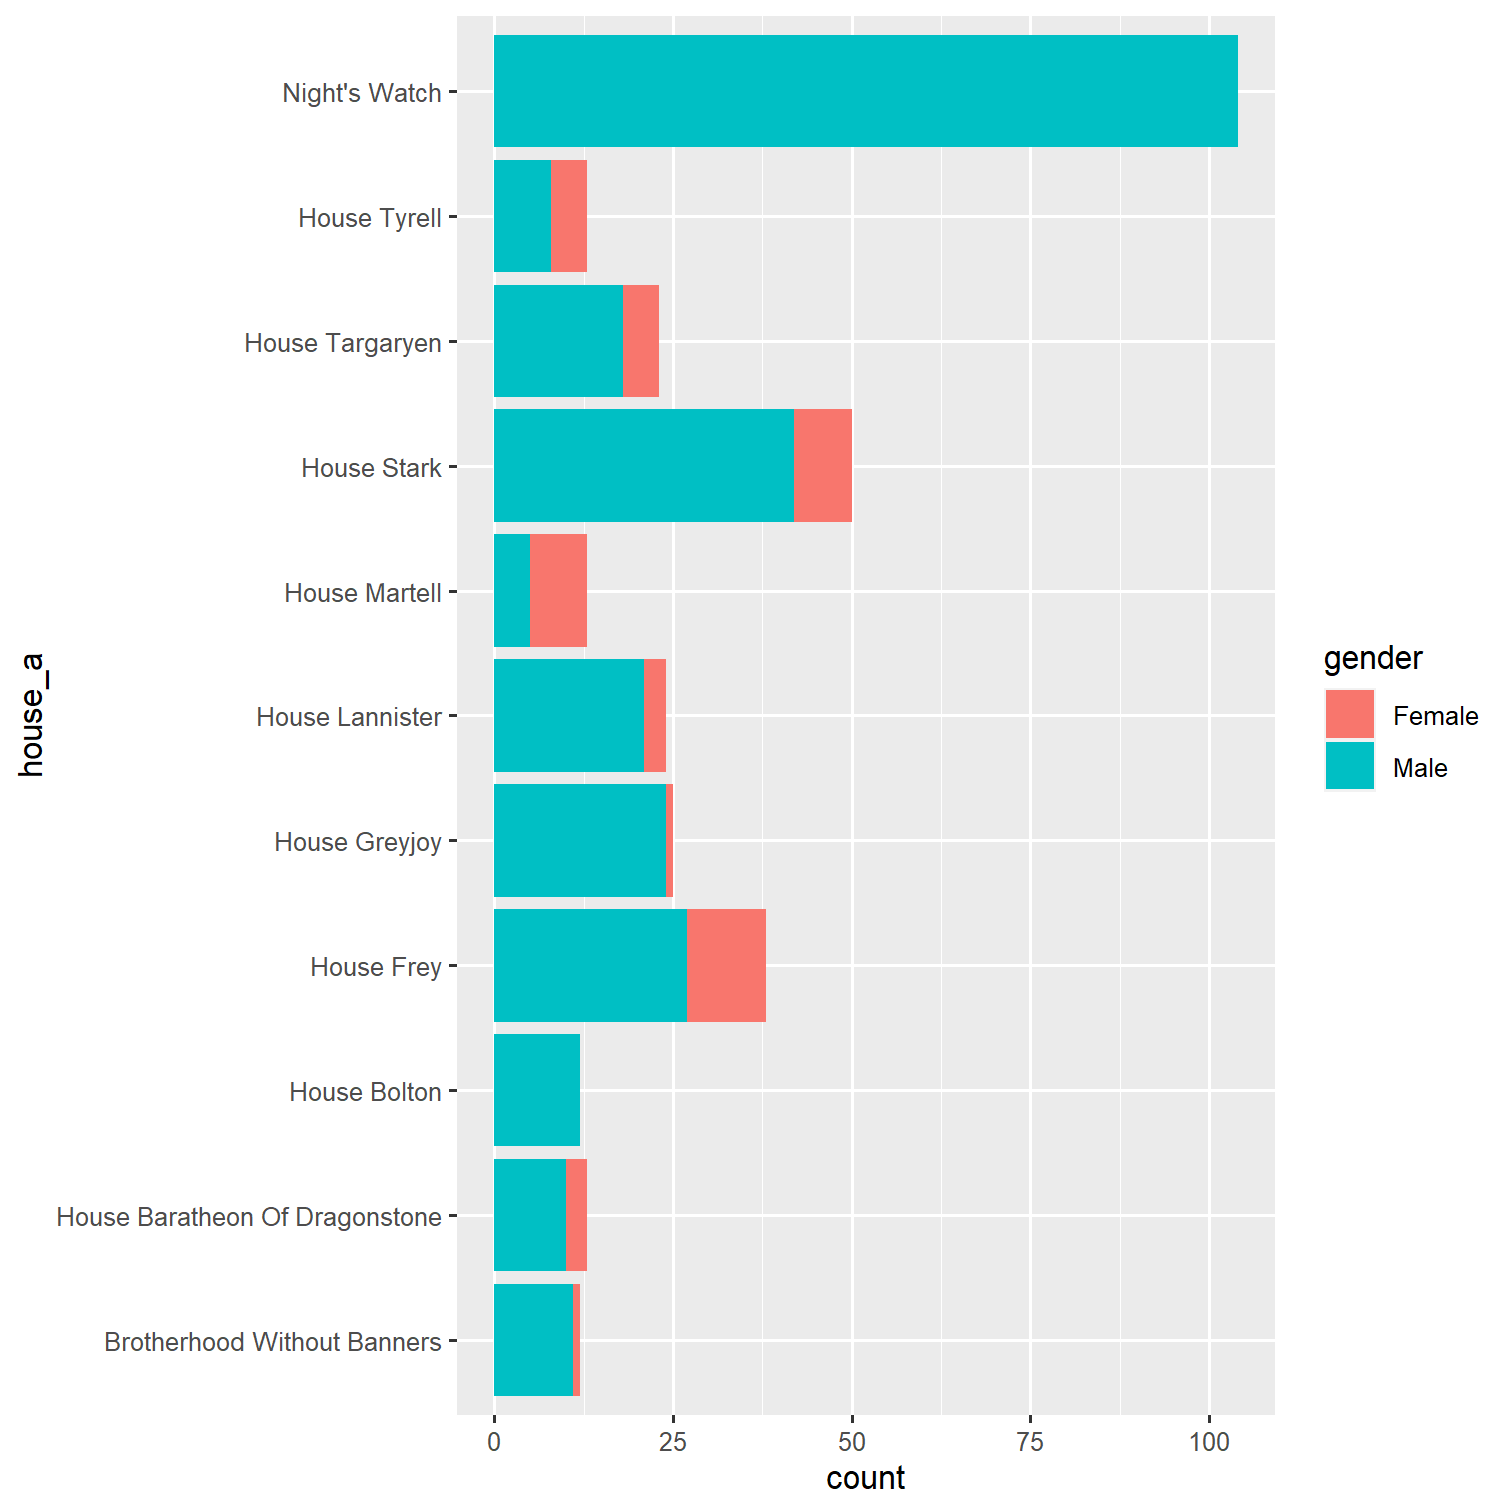 Night's Watch
House Tyrell
House Targaryen
House Stark
House Martell
House Lannister
House Greyjoy
House Frey
House Bolton
House Baratheon Of Dragonstone
Brotherhood Without Banners
house_a
0 25 50 75 100
count
gender
Female
Male